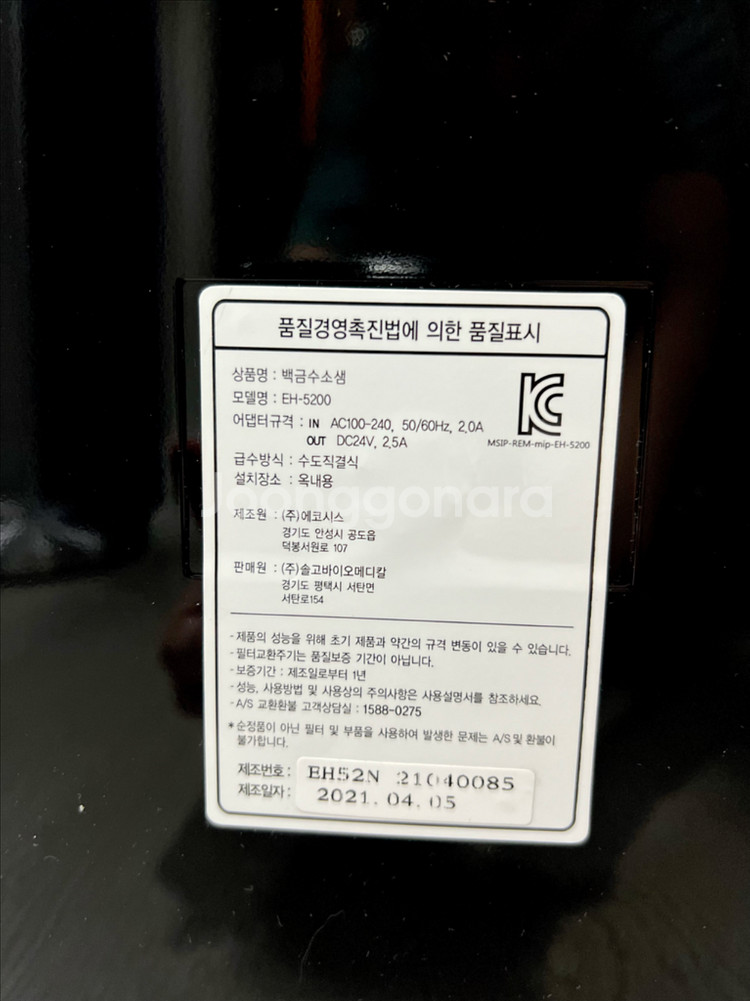 품질경영촉진법에 의한 품질표시
상품명 : 백금수소샘
모델명 : EH-5200
어댑터규격 : IN AC100-240, 50/60Hz, 2.0A
OUT DC24V, 2.5A
KC
MSIP-REM-mip-EH-5200
급수방식 : 수도직결식
설치장소 : 옥내용
Joonggonara
제조원 : (주)에코시스
경기도 안성시 공도읍
덕봉서원로 107
판매원 : (주)솔고바이오메디칼
경기도 평택시 서탄면
서탄로154
- 제품의 성능을 위해 초기 제품과 약간의 규격 변동이 있을 수 있습니다.
- 필터교환주기는 품질보증 기간이 아닙니다.
- 보증기간 : 제조일로부터 1년
- 성능, 사용방법 및 사용상의 주의사항은 사용설명서를 참조하세요.
- A/S 교환환불 고객상담실 : 1588-0275
* 순정품이 아닌 필터 및 부품을 사용하여 발생한 문제는 A/S 및 환불이
불가합니다.
제조번호 : EH52N 21040085
제조일자 : 2021. 04. 05